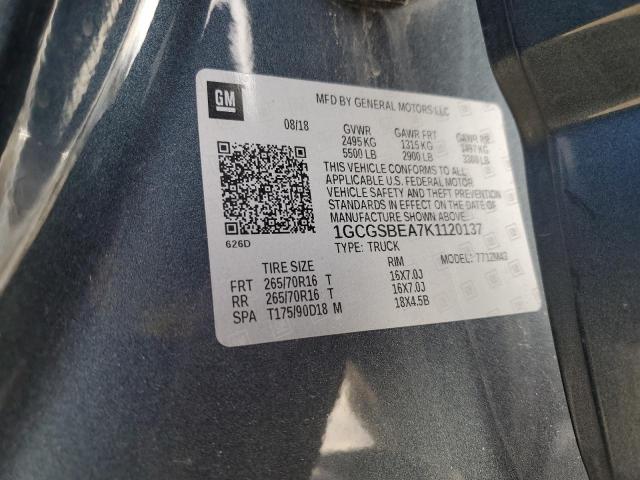 GM
MFD BY GENERAL MOTORS LLC
08/18 GVWR GAWR FRT GAWR RR
2495 KG 1315 KG
5500 LB 2900 LB
THIS VEHICLE CONFORMS TO ALL
APPLICABLE U.S. FEDERAL MOTOR
VEHICLE SAFETY AND THEFT PREVENTION
STANDARDS IN EFFECT ON THE DATE OF
MANUFACTURE SHOWN ABOVE
626D
1GCGSBEA7K1120137
TYPE: TRUCK MODEL:
TIRE SIZE RIM
FRT 265/70R16 T 16X7.0J
RR 265/70R16 T 16X7.0J
SPA T175/90D18 M 18X4.5B